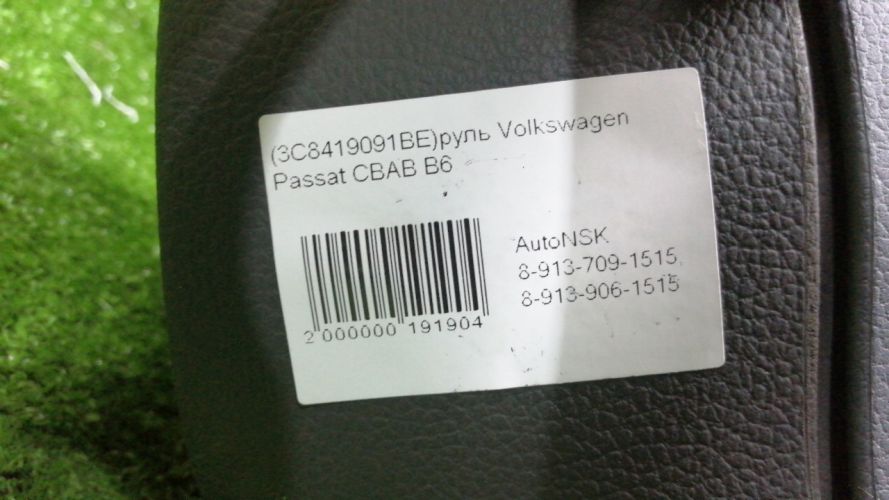 (3C8419091BE)руль Volkswagen
Passat CBAB B6
AutoNSK
8-913-709-1515
8-913-906-1515
2 000000 191904